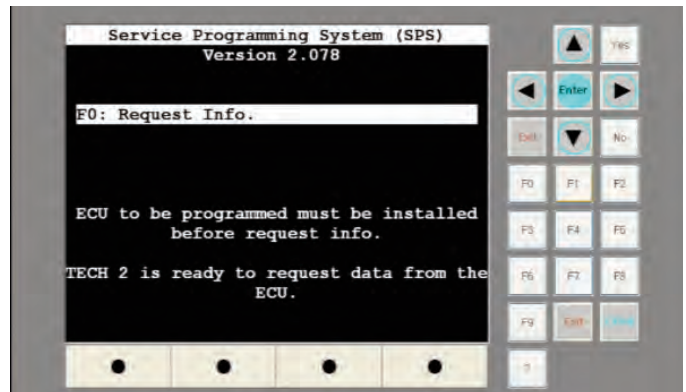 Service Programming System (SPS)
Version 2.078
F0: Request Info.
ECU to be programmed must be installed
before request info.
TECH 2 is ready to request data from the
ECU.
Yes
Enter
Exit
No
F0
F1
F2
F3
F4
F5
F6
F7
F8
F9
Exit
?